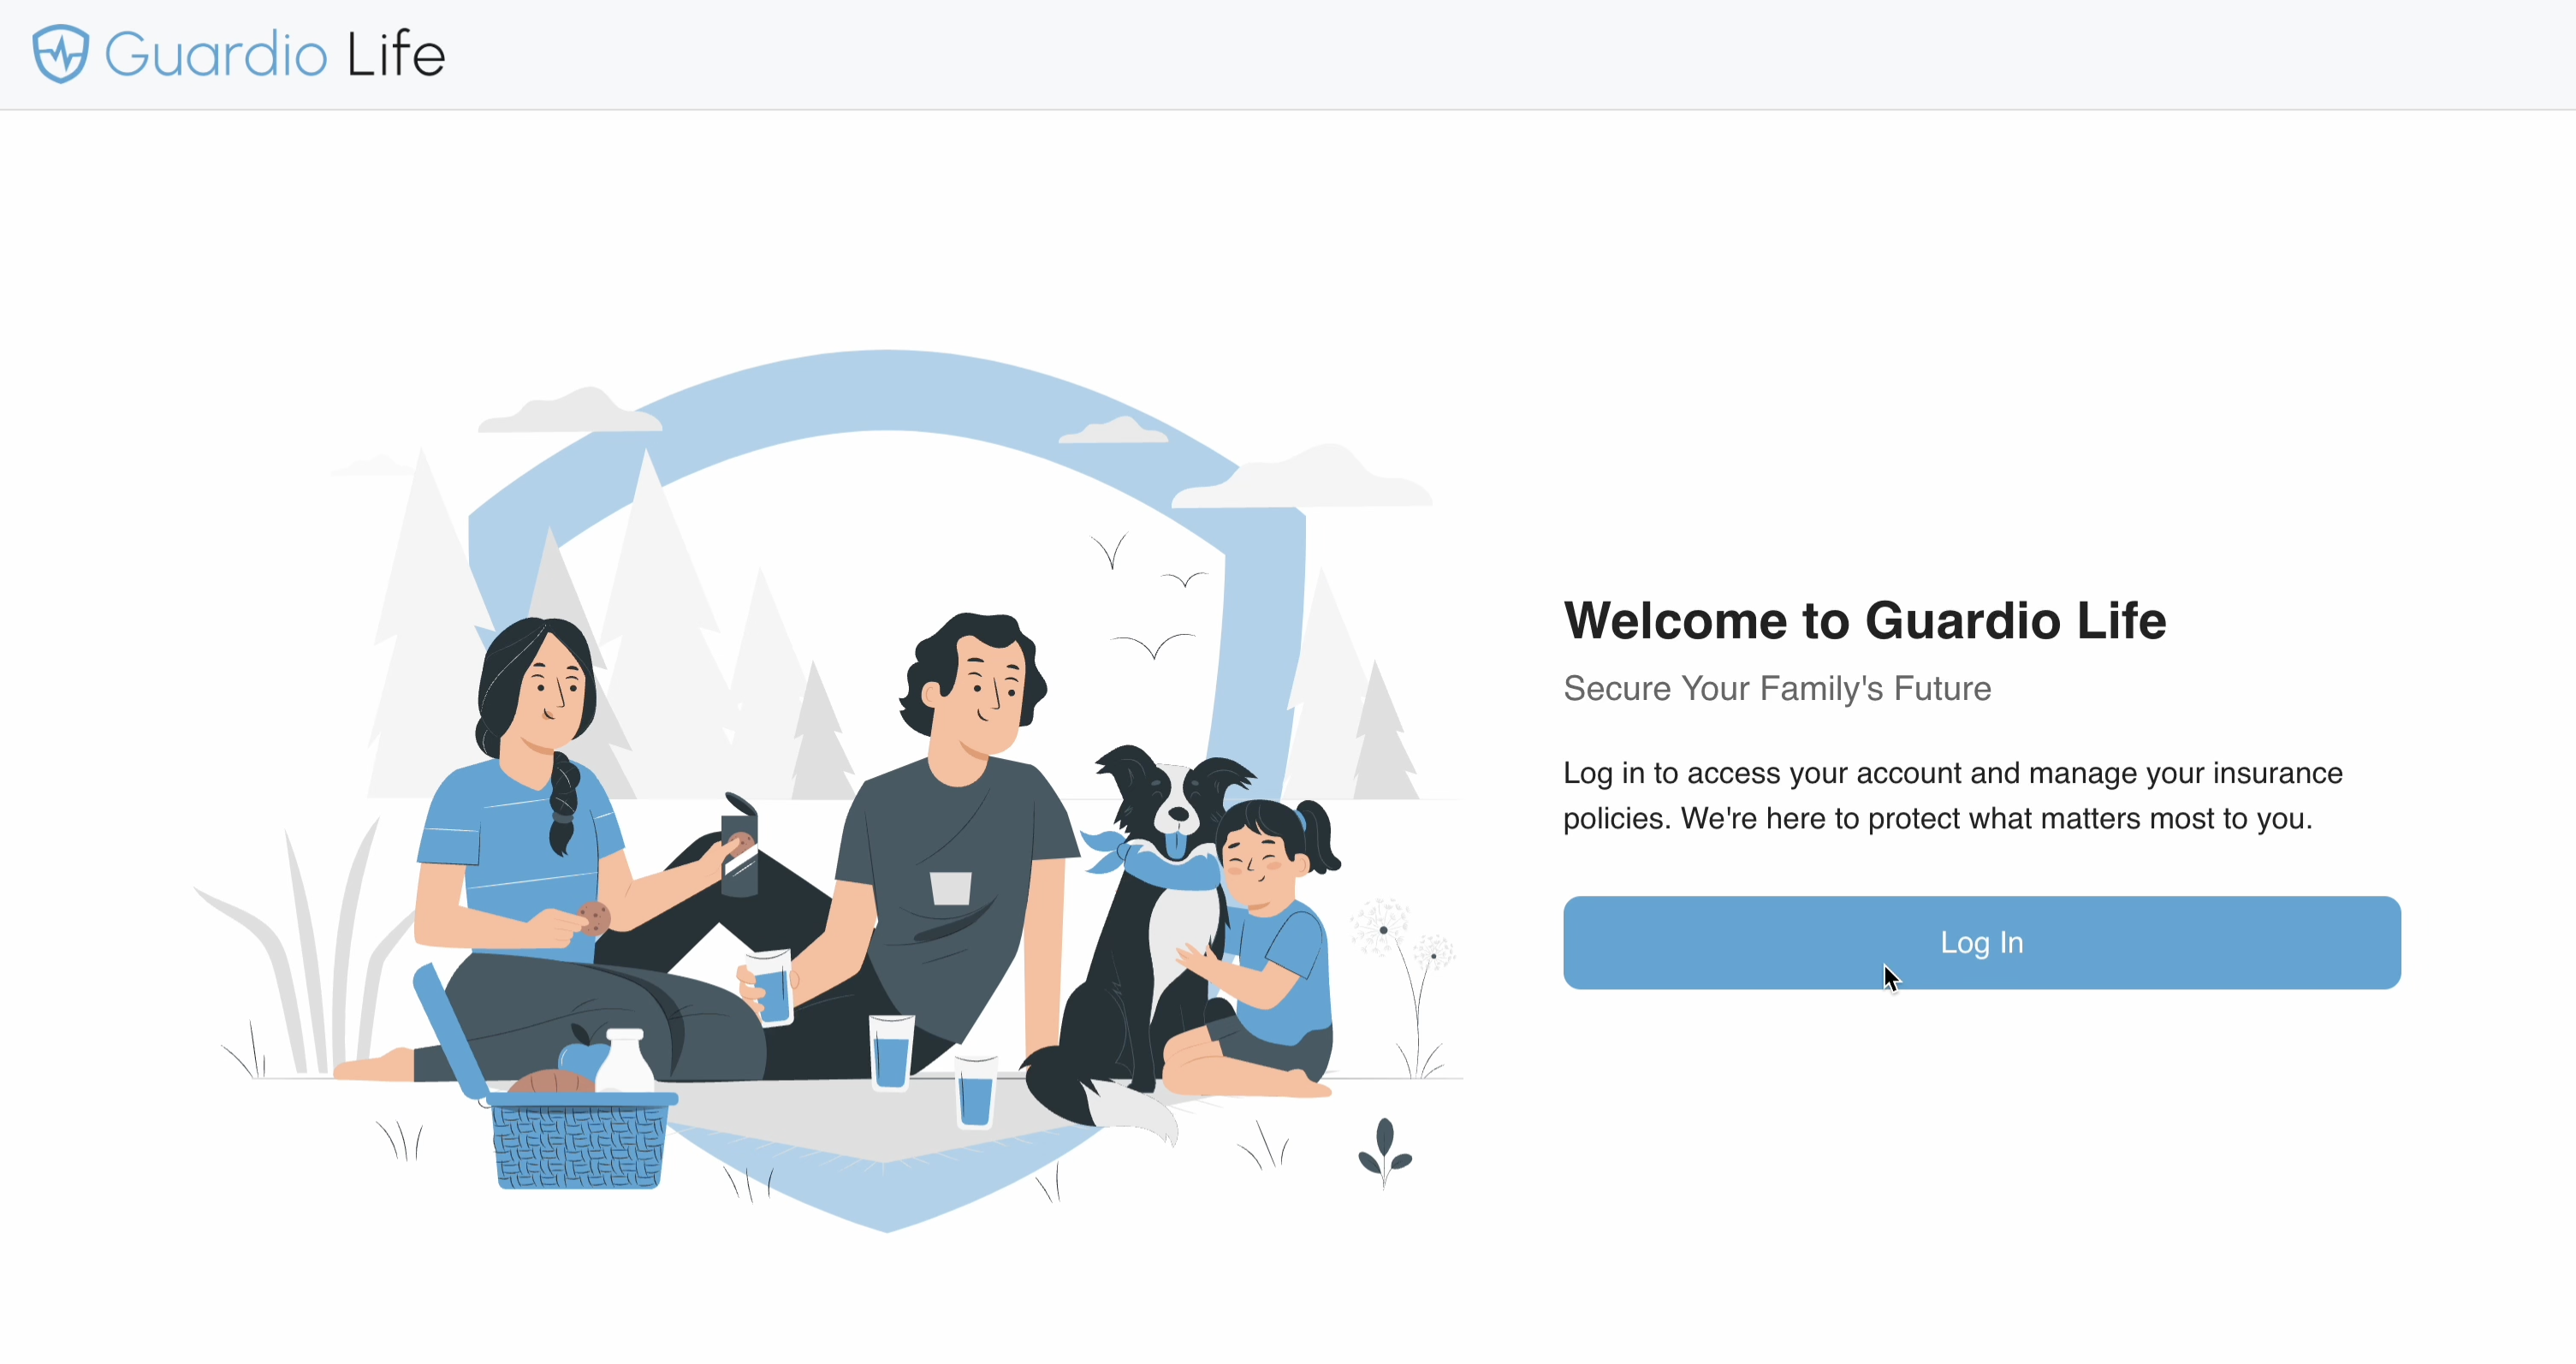 Guardio Life
Welcome to Guardio Life
Secure Your Family's Future
Log in to access your account and manage your insurance
policies. We're here to protect what matters most to you.
Log In